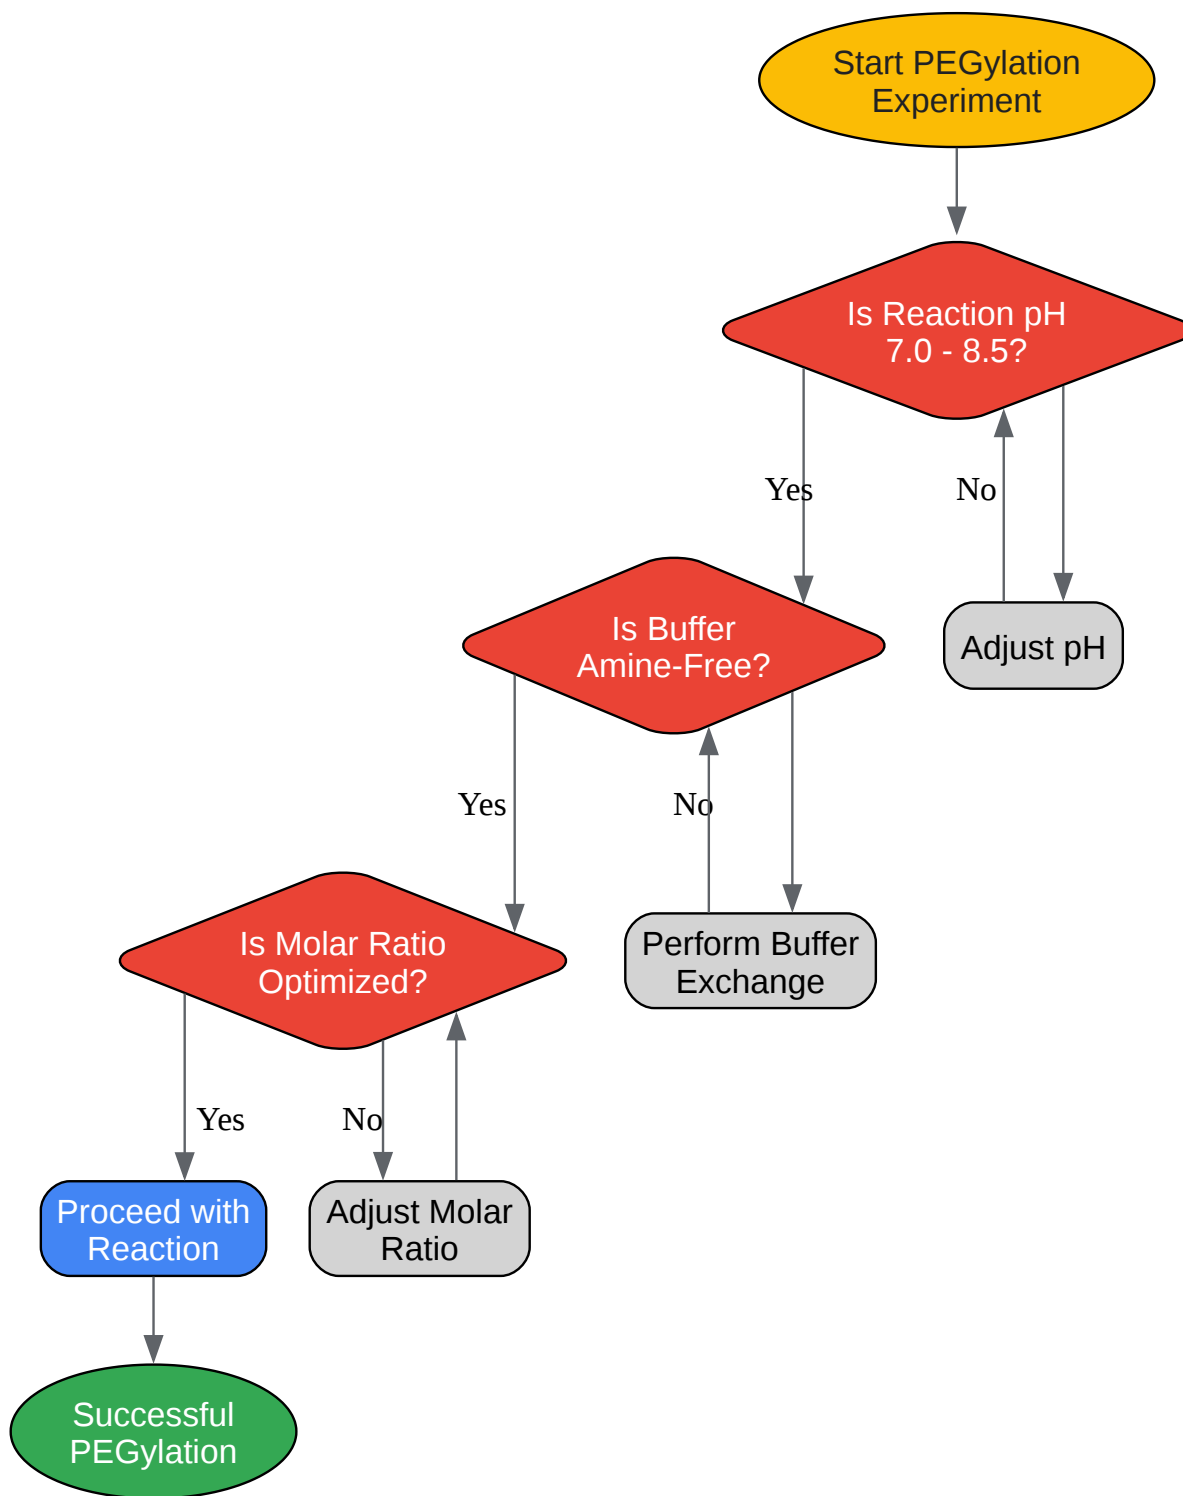 Start PEGylation
Experiment
Is Reaction pH
7.0 - 8.5?
Yes
No
Is Buffer
Amine-Free?
Adjust pH
Yes
No
Is Molar Ratio
Optimized?
Perform Buffer
Exchange
Yes
No
Proceed with
Reaction
Adjust Molar
Ratio
Successful
PEGylation